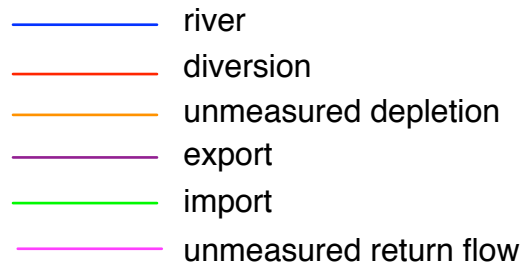 river
diversion
unmeasured depletion
export
import
unmeasured return flow